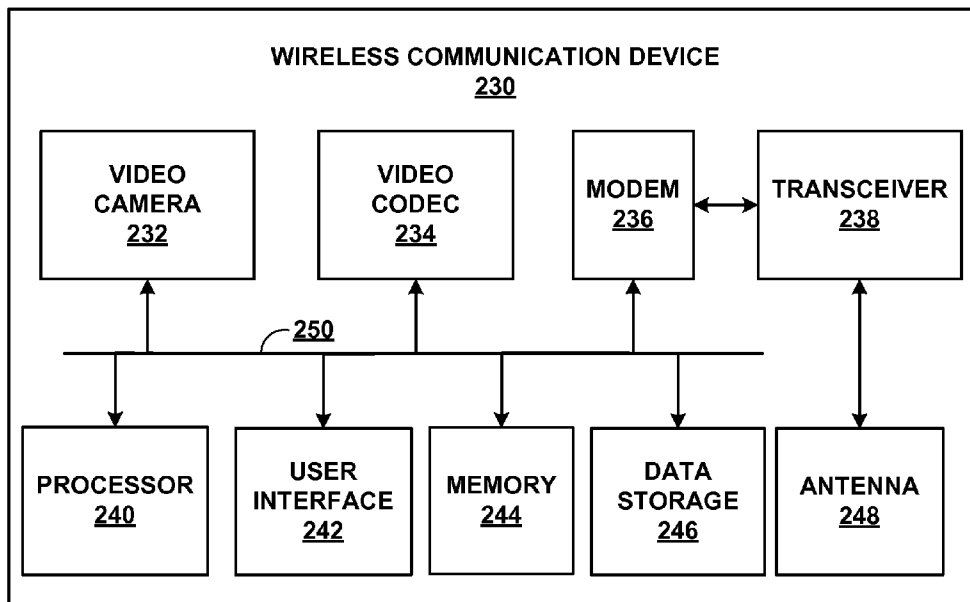 WIRELESS COMMUNICATION DEVICE
230
VIDEO
CAMERA
232
VIDEO
CODEC
234
MODEM
236
TRANSCEIVER
238
250
PROCESSOR
240
USER
INTERFACE
242
MEMORY
244
DATA
STORAGE
246
ANTENNA
248